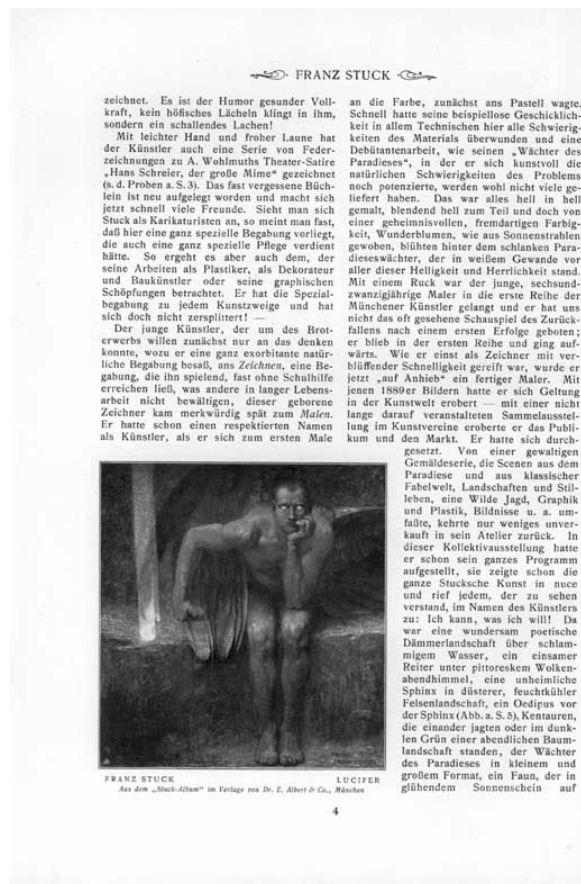 FRANZ STUCK
zeichnet. Es ist der Humor gesunder Voll-
kraft, kein höfisches Lächeln klingt in ihm,
sondern ein schallendes Lachen!
Mit leichter Hand und froher Laune hat
der Künstler auch eine Serie von Feder-
zeichnungen zu A. Wohlmuths Theater-Satire
„Hans Schreier, der große Mime“ gezeichnet
(s. d. Proben a. S. 3). Das fast vergessene Büch-
lein ist neu aufgelegt worden und macht sich
jetzt schnell viele Freunde. Sieht man sich
Stuck als Karikaturisten an, so meint man fast,
daß hier eine ganz spezielle Begabung vorliegt,
die auch eine ganz spezielle Pflege verdient
hätte. So ergeht es aber auch dem, der
seine Arbeiten als Plastiker, als Dekorateur
und Baukünstler oder seine graphischen
Schöpfungen betrachtet. Er hat die Spezial-
begabung zu jedem Kunstzweige und hat
sich doch nicht zersplittert! —
Der junge Künstler, der um des Brot-
erwerbs willen zunächst nur an das denken
konnte, wozu er eine ganz exorbitante natür-
liche Begabung besaß, ans Zeichnen, eine Be-
gabung, die ihn spielend, fast ohne Schulhilfe
erreichen ließ, was andere in langer Lebens-
arbeit nicht bewältigen, dieser geborene
Zeichner kam merkwürdig spät zum Malen.
Er hatte schon einen respektierten Namen
als Künstler, als er sich zum ersten Male
an die Farbe, zunächst ans Pastell wagte.
Schnell hatte seine beispiellose Geschicklich-
keit in allem Technischen hier alle Schwierig-
keiten des Materials überwunden und eine
Debütantenarbeit, wie seinen „Wächter des
Paradieses“, in der er sich kunstvoll die
natürlichen Schwierigkeiten des Problems
noch potenzierte, werden wohl nicht viele ge-
liefert haben. Das war alles hell in hell
gemalt, blendend hell zum Teil und doch von
einer geheimnisvollen, fremdartigen Farbig-
keit, Wunderblumen, wie aus Sonnenstrahlen
gewoben, blühten hinter dem schlanken Para-
dieseswächter, der in weißem Gewande vor
aller dieser Helligkeit und Herrlichkeit stand.
Mit einem Ruck war der junge, sechsund-
zwanzigjährige Maler in die erste Reihe der
Münchener Künstler gelangt und er hat uns
nicht das oft gesehene Schauspiel des Zurück-
fallens nach einem ersten Erfolge geboten;
er blieb in der ersten Reihe und ging auf-
wärts. Wie er einst als Zeichner mit ver-
blüffender Schnelligkeit gereift war, wurde er
jetzt „auf Anhieb“ ein fertiger Maler. Mit
jenen 1889er Bildern hatte er sich Geltung
in der Kunstwelt erobert — mit einer nicht
lange darauf veranstalteten Sammelausstel-
lung im Kunstvereine eroberte er das Publi-
kum und den Markt. Er hatte sich durch-
gesetzt. Von einer gewaltigen
Gemäldeserie, die Scenen aus dem
Paradiese und aus klassischer
Fabelwelt, Landschaften und Stil-
leben, eine Wilde Jagd, Graphik
und Plastik, Bildnisse u. a. um-
faßte, kehrte nur weniges unver-
kauft in sein Atelier zurück. In
dieser Kollektivausstellung hatte
er schon sein ganzes Programm
aufgestellt, sie zeigte schon die
ganze Stucksche Kunst in nuce
und rief jedem, der zu sehen
verstand, im Namen des Künstlers
zu: Ich kann, was ich will! Da
war eine wundersam poetische
Dämmerlandschaft über schlam-
migem Wasser, ein einsamer
Reiter unter pittoreskem Wolken-
abendhimmel, eine unheimliche
Sphinx in düsterer, feuchtkühler
Felsenlandschaft, ein Oedipus vor
der Sphinx (Abb. a. S. 5), Kentauren,
die einander jagten oder im dunk-
len Grün einer abendlichen Baum-
landschaft standen, der Wächter
des Paradieses in kleinem und
großem Format, ein Faun, der in
glühendem Sonnenschein auf
FRANZ STUCK LUCIFER
Aus dem „Stuck-Album“ im Verlage von Dr. E. Albert & Co., München
4